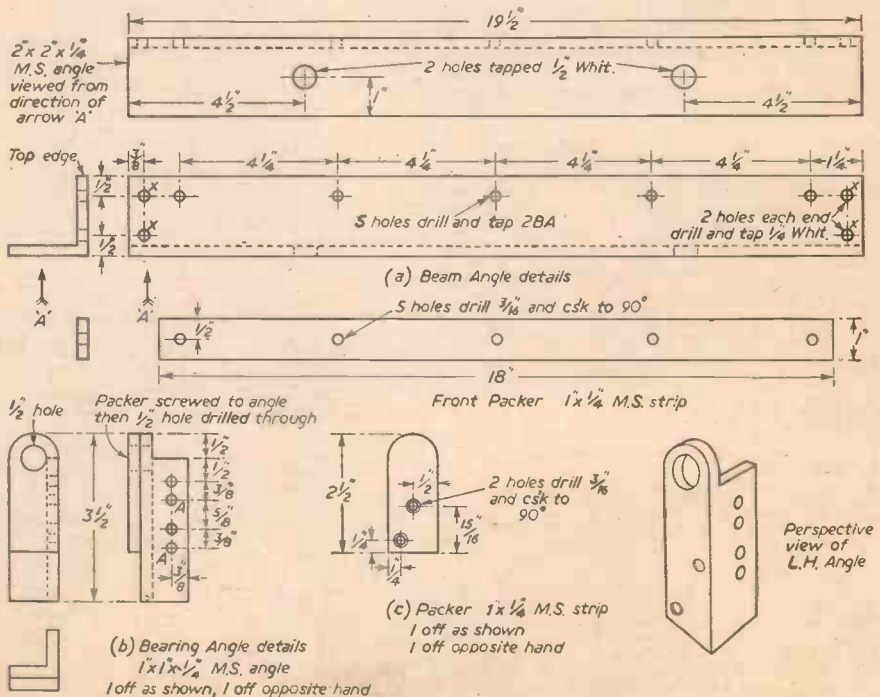 19½"
2"x 2"x ¼"
M.S. angle
viewed from
direction of
arrow 'A'
2 holes tapped ½" Whit.
4½"
1"
4½"
Top edge
⅜"
4¼"
4¼"
4¼"
4¼"
1¼"
½"
½"
x
x
x
x
5 holes drill and tap 2BA
2 holes each end
drill and tap ¼" Whit.
(a) Beam Angle details
'A'
'A'
5 holes drill 3/16" and csk to 90°
½"
1"
18"
Front Packer 1"x ¼" M.S. strip
½" hole
Packer screwed to angle
then ½" hole drilled through
3½"
½"
½"
⅜"
A
⅝"
⅜"
A
⅜"
2½"
½"
2 holes drill 3/16"
and csk to
90°
15/16"
¼"
¼"
Perspective
view of
L.H. Angle
(b) Bearing Angle details
1"x 1"x ¼" M.S. angle
1 off as shown, 1 off opposite hand
(c) Packer 1"x ¼" M.S. strip
1 off as shown
1 off opposite hand